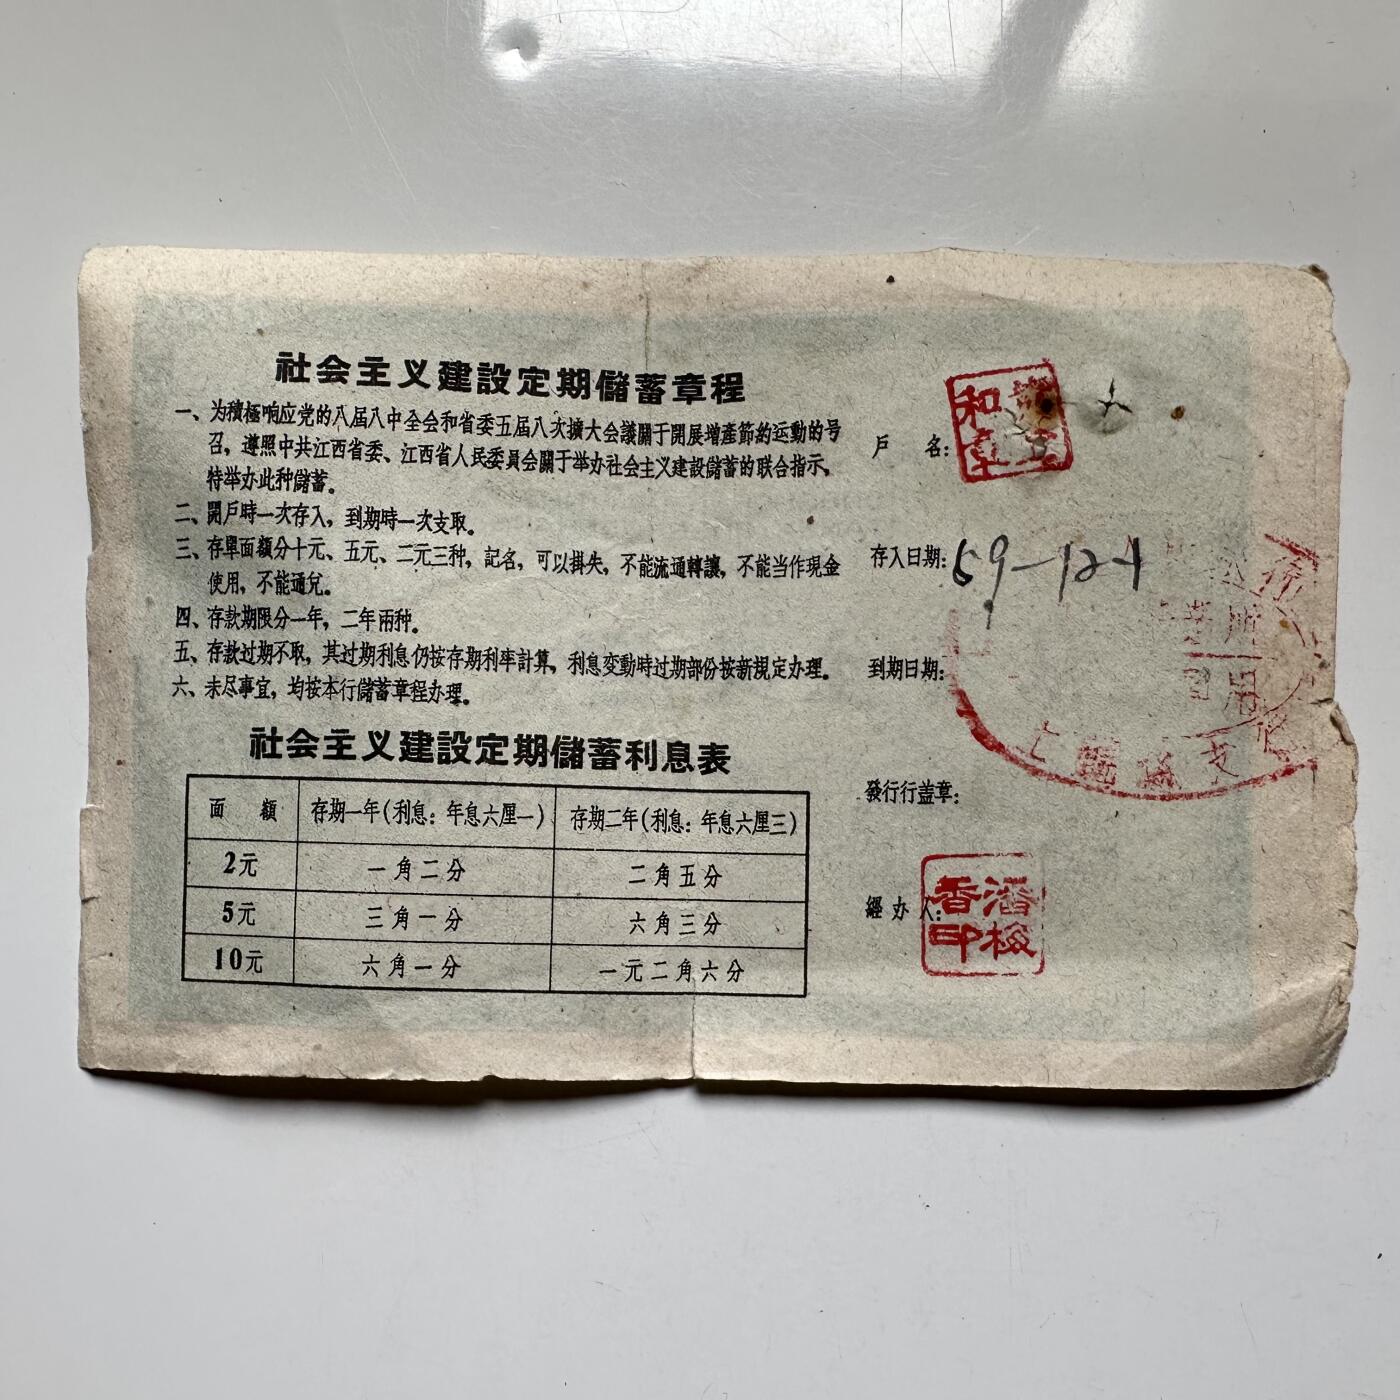 社会主义建設定期儲蓄章程
一、为積極响应党的八屆八中全会和省委五屆八次擴大会議關于開展增產節約运動的号
召，遵照中共江西省委、江西省人民委員会關于举办社会主义建設儲蓄的联合指示，
特举办此种儲蓄。
二、開戶時一次存入，到期時一次支取。
三、存單面額分十元、五元、二元三种，記名，可以掛失，不能流通轉讓，不能当作現金
使用，不能通兌。
四、存款期限分一年，二年兩种。
五、存款过期不取，其过期利息仍按存期利率計算，利息变動時过期部份按新規定办理。
六、未尽事宜，均按本行儲蓄章程办理。
社会主义建設定期儲蓄利息表
面 額 存期一年(利息：年息六厘一) 存期二年(利息：年息六厘三)
2元 一角二分 二角五分
5元 三角一分 六角三分
10元 六角一分 一元二角六分
戶 名：
和章
存入日期：59-12-1
到期日期：
上饒縣支
發行行盖章：
經办人：
潘梅香印